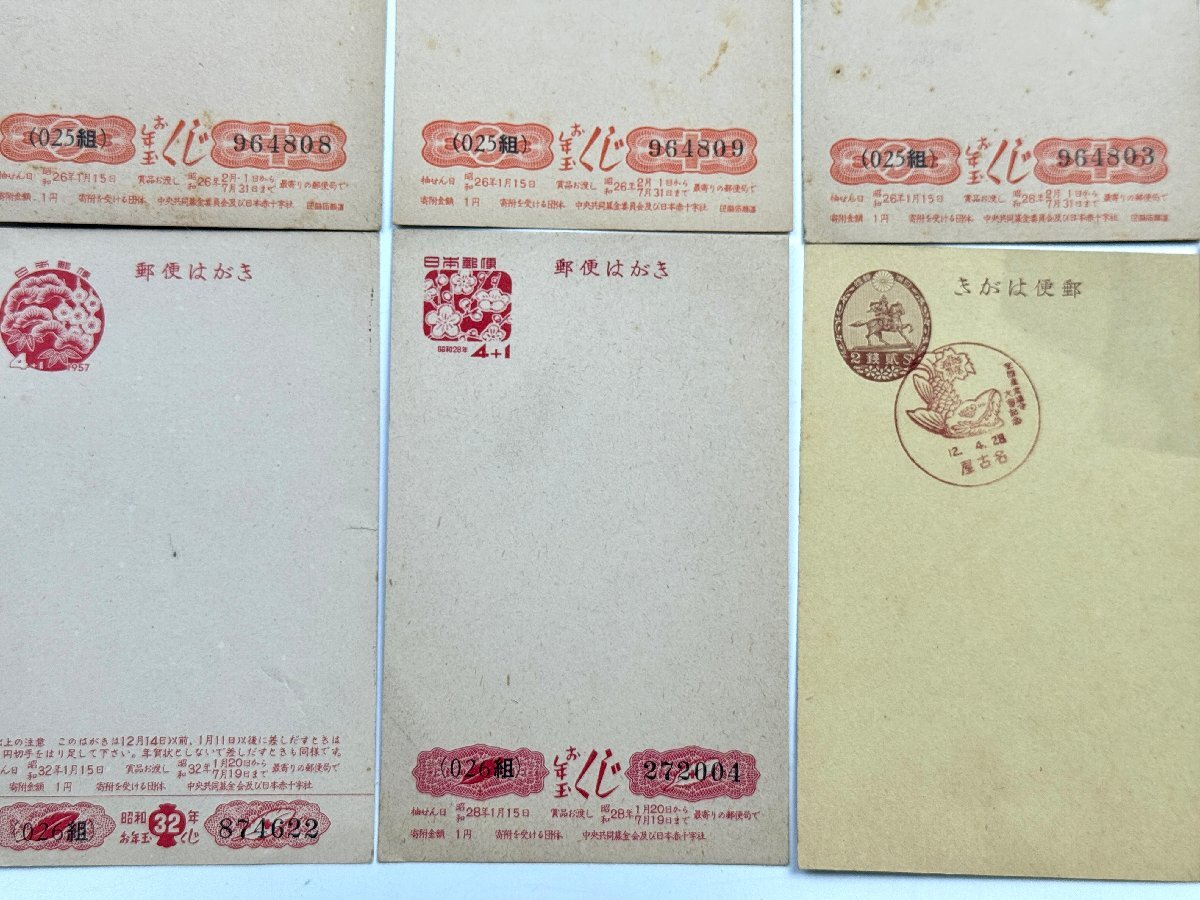 (025組)
お年玉くじ
964808
抽せん日 昭和26年1月15日 賞品お渡し 昭和26年2月1日から7月31日まで 最寄りの郵便局で
寄附金額 1円 寄附を受ける団体 中央共同募金委員会及び日本赤十字社
(025組)
お年玉くじ
964809
抽せん日 昭和26年1月15日 賞品お渡し 昭和26年2月1日から7月31日まで 最寄りの郵便局で
寄附金額 1円 寄附を受ける団体 中央共同募金委員会及び日本赤十字社
(025組)
お年玉くじ
964803
抽せん日 昭和26年1月15日 賞品お渡し 昭和26年2月1日から7月31日まで 最寄りの郵便局で
寄附金額 1円 寄附を受ける団体 中央共同募金委員会及び日本赤十字社
日本郵便
郵便はがき
4+1
1957
上の注意 このはがきは12月14日以前、1月11日以後に差しだすときは
円切手をはり足して下さい。年賀状としないで差しだすときも同様です
せん日 昭和32年1月15日 賞品お渡し 昭和32年1月20日から7月19日まで 最寄りの郵便局で
寄附金額 1円 寄附を受ける団体 中央共同募金会及び日本赤十字社
026組
昭和32年
お年玉くじ
874622
日本郵便
郵便はがき
昭和28年 4+1
(026組)
お年玉くじ
272004
抽せん日 昭和28年1月15日 賞品お渡し 昭和28年1月20日から7月19日まで 最寄りの郵便局で
寄附金額 1円 寄附を受ける団体 中央共同募金会及び日本赤十字社
きがは便郵
2 銭貳 S
12. 4. 28
屋古名